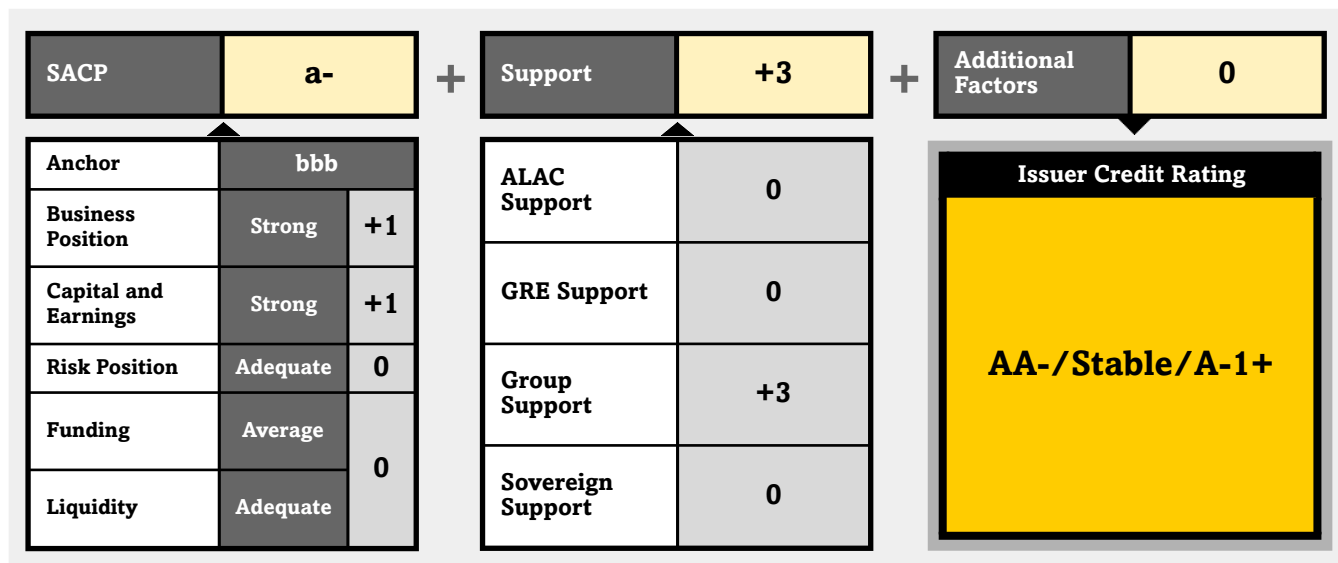 SACP a- + Support +3 + Additional Factors 0
Anchor bbb
Business Position Strong +1
Capital and Earnings Strong +1
Risk Position Adequate 0
Funding Average 0
Liquidity Adequate
ALAC Support 0
GRE Support 0
Group Support +3
Sovereign Support 0
Issuer Credit Rating
AA-/Stable/A-1+